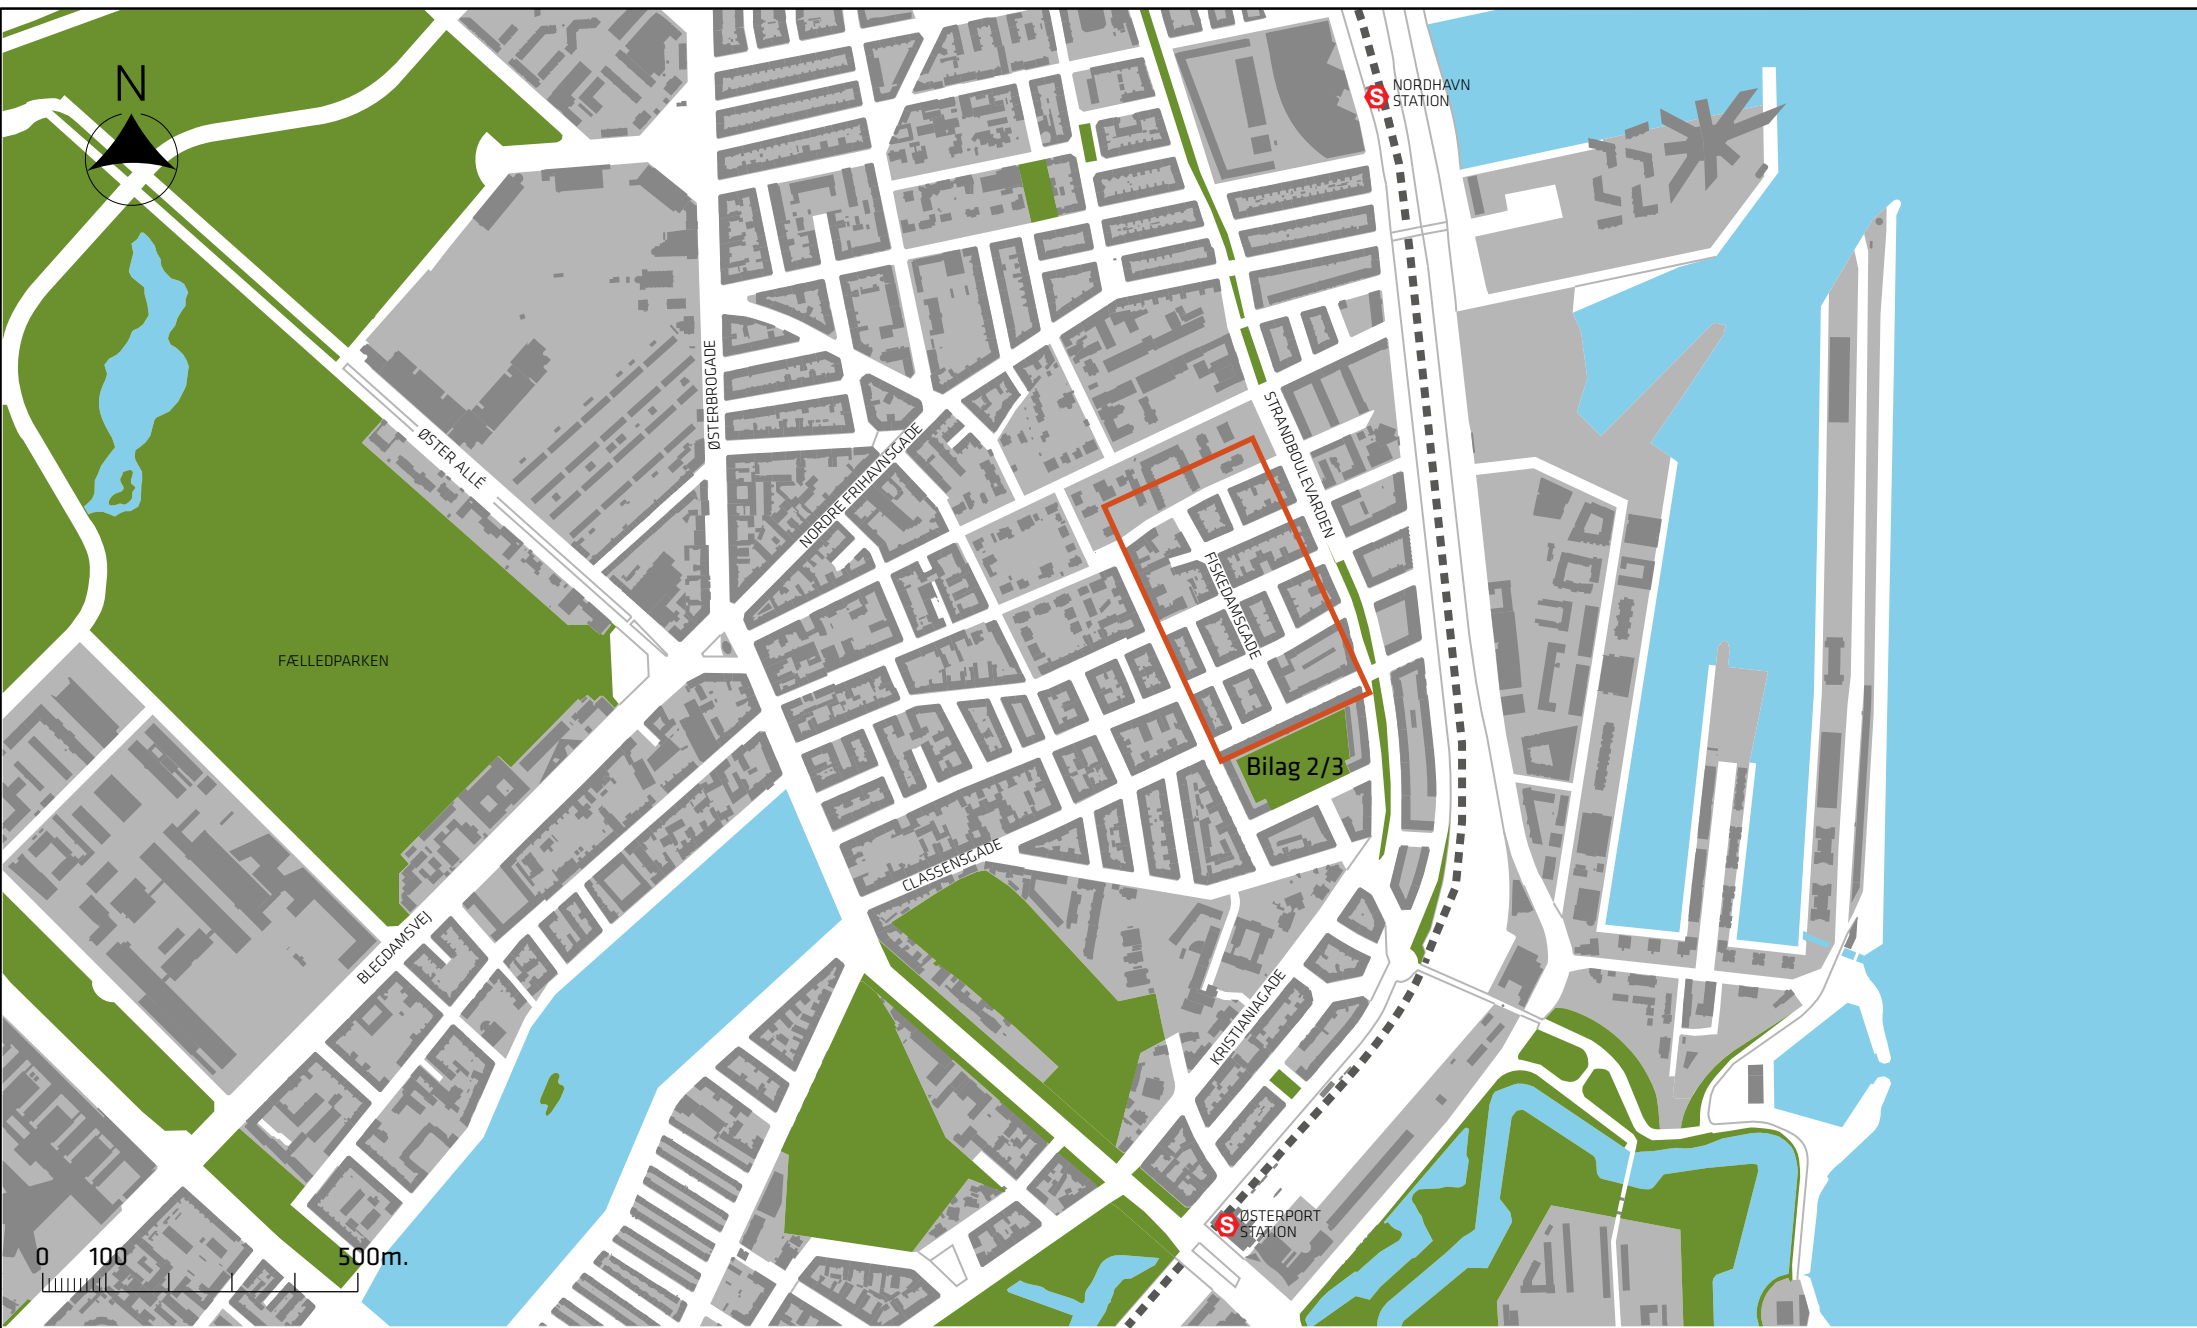 N
S NORDHAVN
STATION
ØSTERBROGADE
STRANDBOULEVARDEN
ØSTER ALLÉ
NORDRE FRIHAVNSGADE
FISKEDAMSGADE
FÆLLEDPARKEN
Bilag 2/3
CLASSENSGADE
BLEGDAMSVEJ
KRISTIANIAGADE
S ØSTERPORT
STATION
0 100 500m.